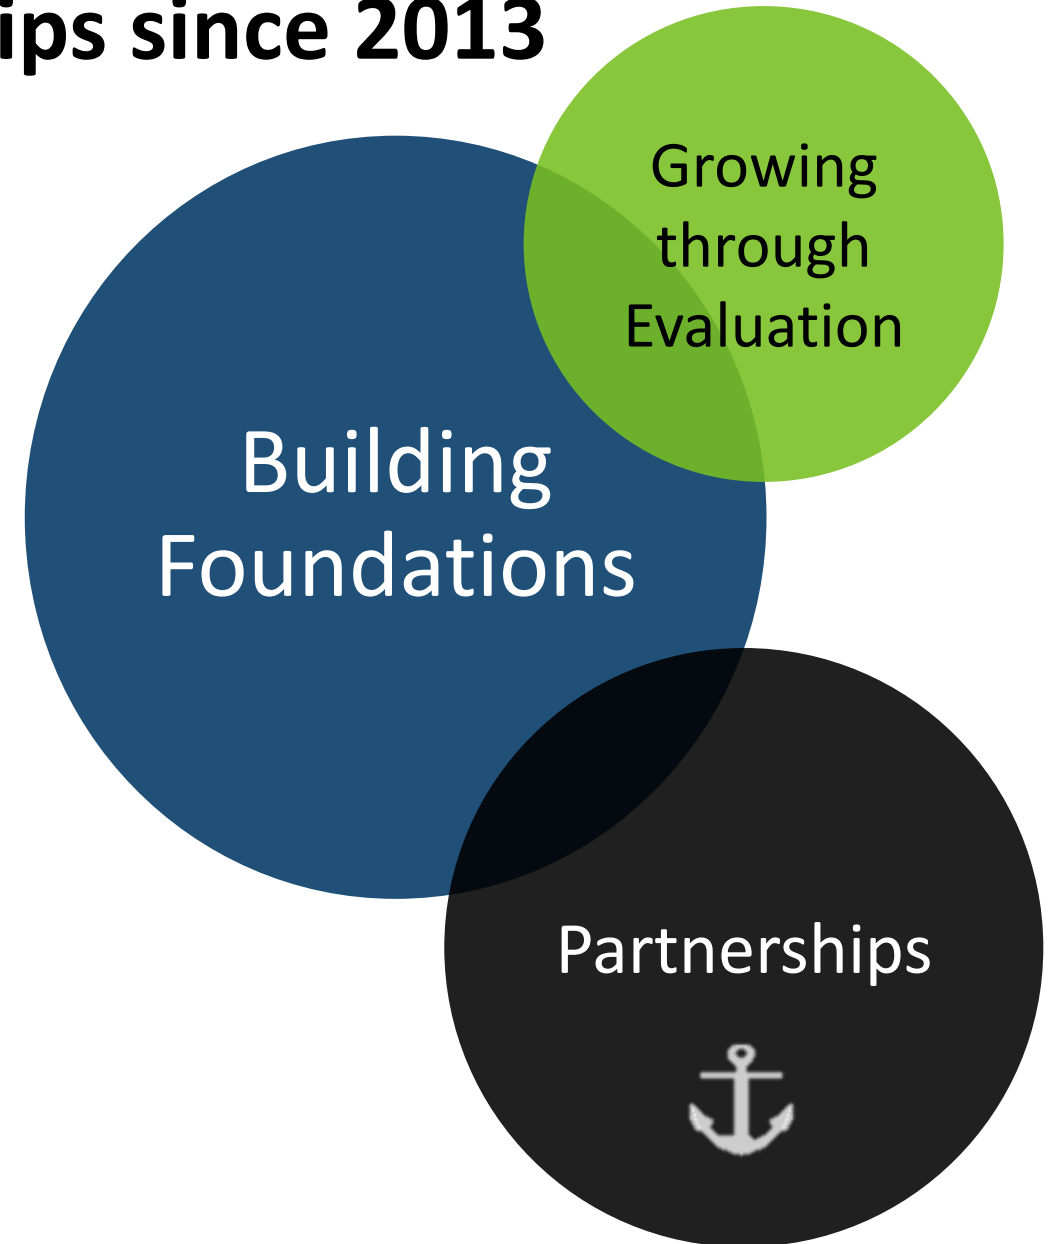 ips since 2013
Growing
through
Evaluation
Building
Foundations
Partnerships